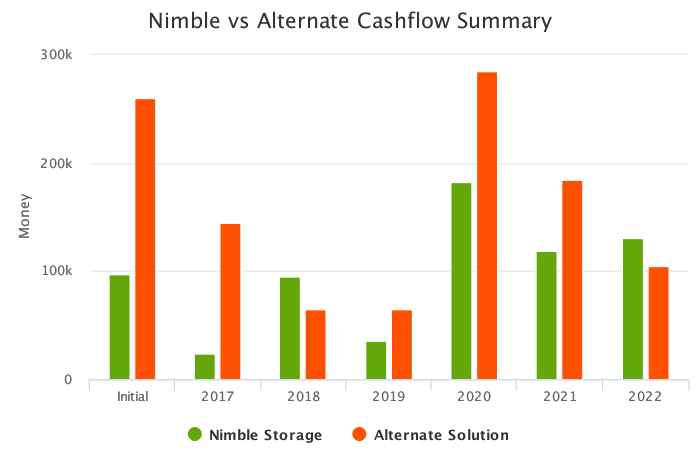 Nimble vs Alternate Cashflow Summary
300k
200k
100k
0
Money
Initial 2017 2018 2019 2020 2021 2022
Nimble Storage Alternate Solution